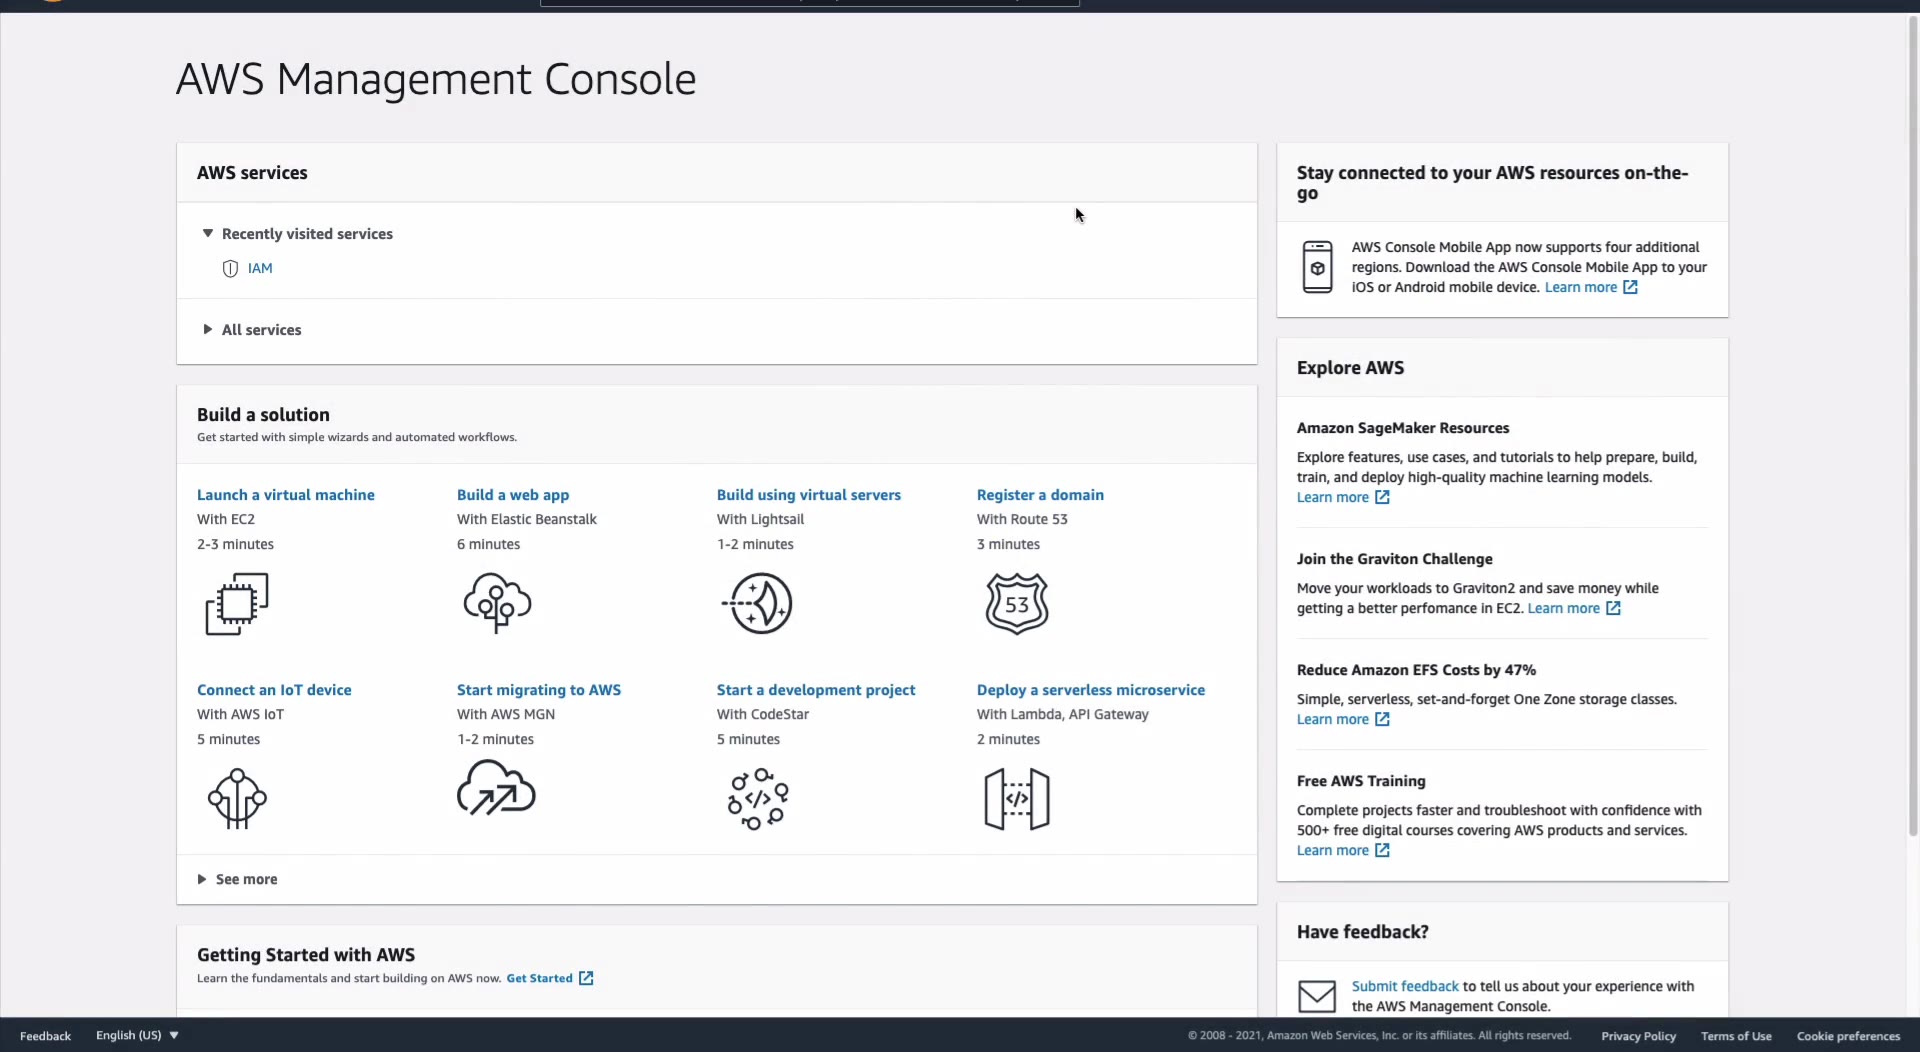 AWS Management Console
AWS services
Recently visited services
IAM
All services
Build a solution
Get started with simple wizards and automated workflows.
Launch a virtual machine
With EC2
2-3 minutes
Build a web app
With Elastic Beanstalk
6 minutes
Build using virtual servers
With Lightsail
1-2 minutes
Register a domain
With Route 53
3 minutes
53
Connect an IoT device
With AWS IoT
5 minutes
Start migrating to AWS
With AWS MGN
1-2 minutes
Start a development project
With CodeStar
5 minutes
</>
Deploy a serverless microservice
With Lambda, API Gateway
2 minutes
</>
See more
Getting Started with AWS
Learn the fundamentals and start building on AWS now. Get Started
Stay connected to your AWS resources on-the-
go
AWS Console Mobile App now supports four additional
regions. Download the AWS Console Mobile App to your
iOS or Android mobile device. Learn more
Explore AWS
Amazon SageMaker Resources
Explore features, use cases, and tutorials to help prepare, build,
train, and deploy high-quality machine learning models.
Learn more
Join the Graviton Challenge
Move your workloads to Graviton2 and save money while
getting a better perfomance in EC2. Learn more
Reduce Amazon EFS Costs by 47%
Simple, serverless, set-and-forget One Zone storage classes.
Learn more
Free AWS Training
Complete projects faster and troubleshoot with confidence with
500+ free digital courses covering AWS products and services.
Learn more
Have feedback?
Submit feedback to tell us about your experience with
the AWS Management Console.
Feedback
English (US)
© 2008 - 2021, Amazon Web Services, Inc. or its affiliates. All rights reserved.
Privacy Policy
Terms of Use
Cookie preferences